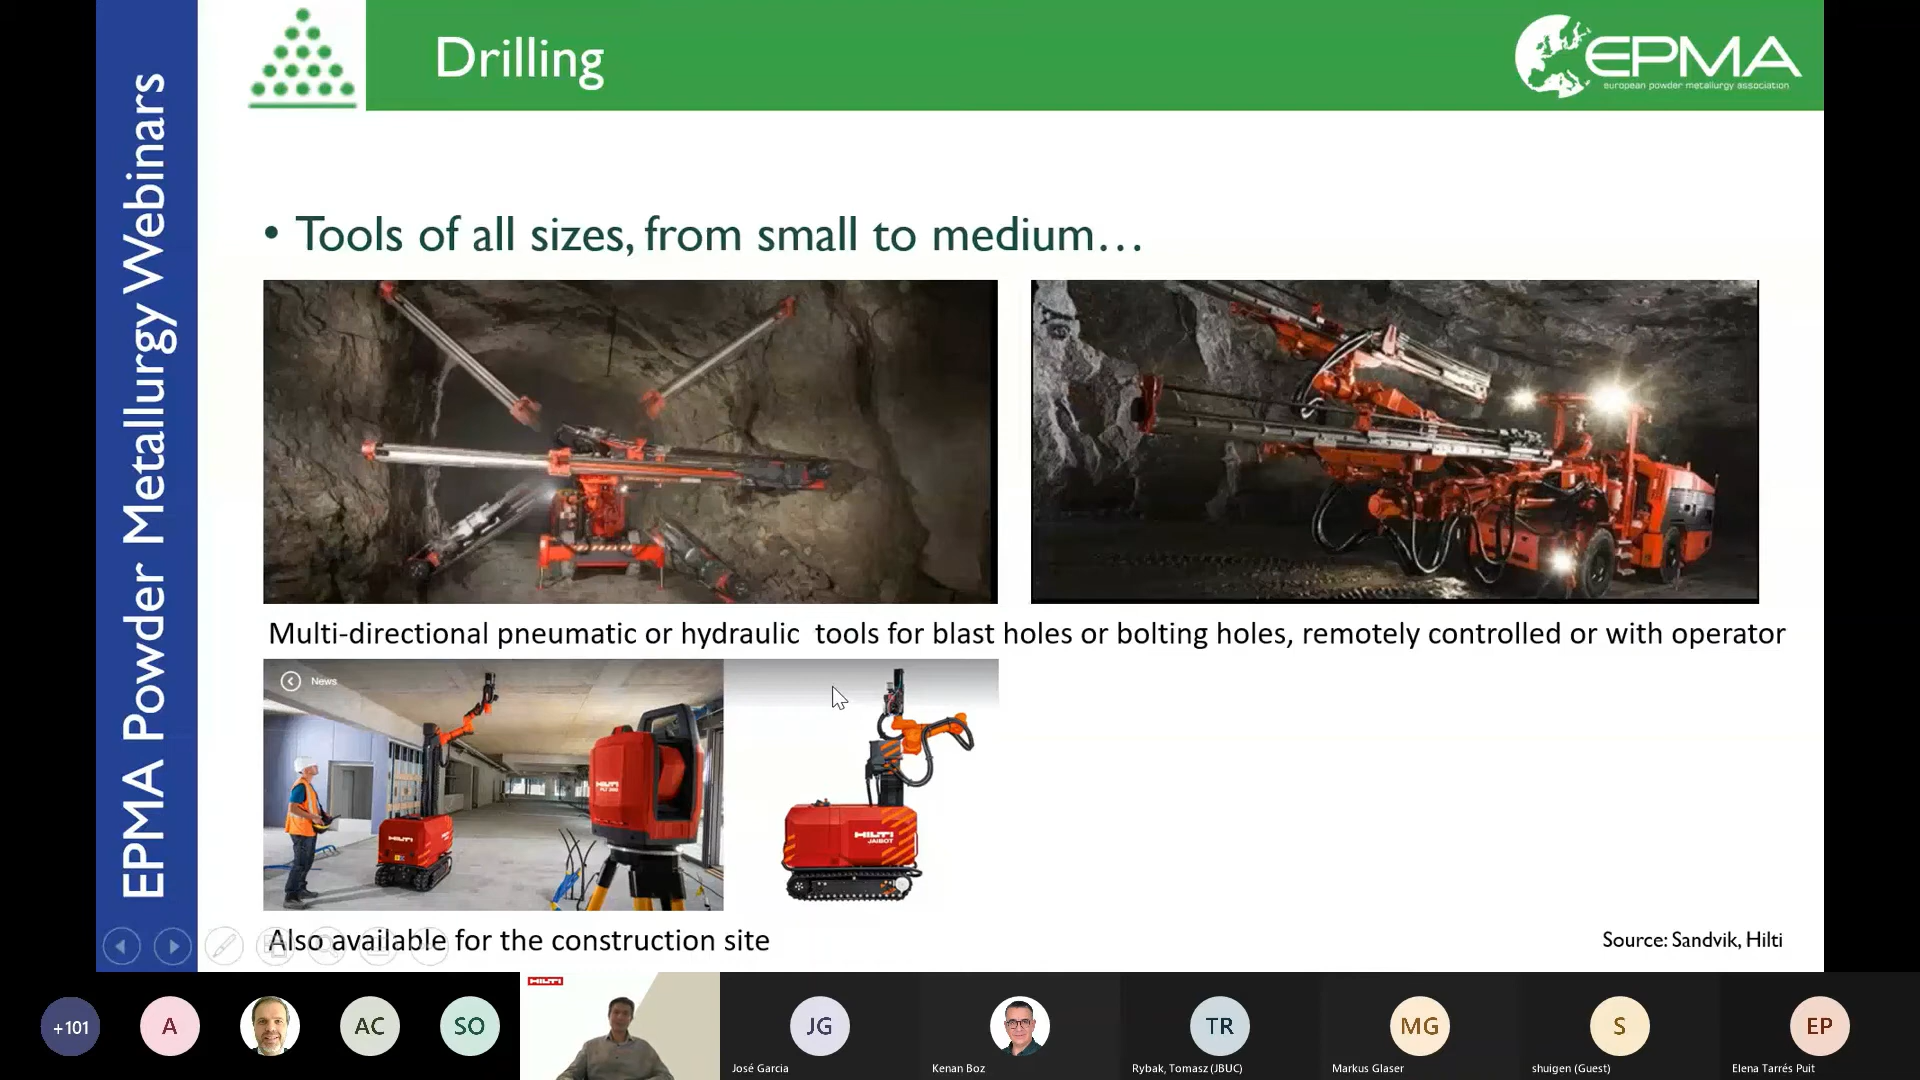 EPMA Powder Metallurgy Webinars
Drilling
EPMA
european powder metallurgy association
• Tools of all sizes, from small to medium…
Multi-directional pneumatic or hydraulic  tools for blast holes or bolting holes, remotely controlled or with operator
News
HILTI
HILTI
HILTI
JAIBOT
Also available for the construction site
Source: Sandvik, Hilti
+101
A
AC
SO
HILTI
JG
José Garcia
Kenan Boz
TR
Rybak, Tomasz (JBUC)
MG
Markus Glaser
S
shuigen (Guest)
EP
Elena Tarrés Puit